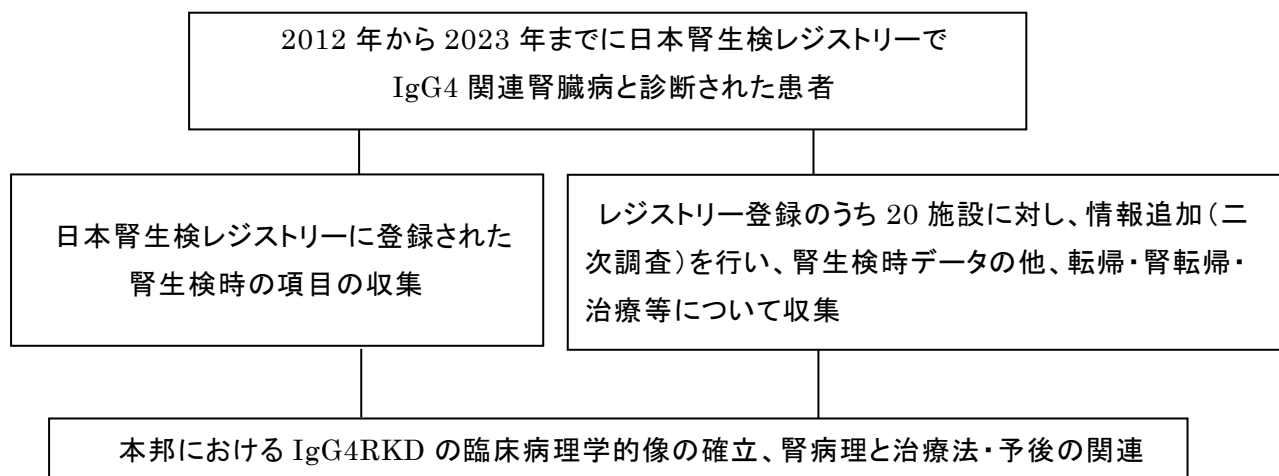 2012 年から 2023 年までに日本腎生検レジストリーで
IgG4 関連腎臓病と診断された患者
日本腎生検レジストリーに登録された
腎生検時の項目の収集
レジストリー登録のうち 20 施設に対し、情報追加(二
次調査)を行い、腎生検時データの他、転帰・腎転帰・
治療等について収集
本邦における IgG4RKD の臨床病理学的像の確立、腎病理と治療法・予後の関連